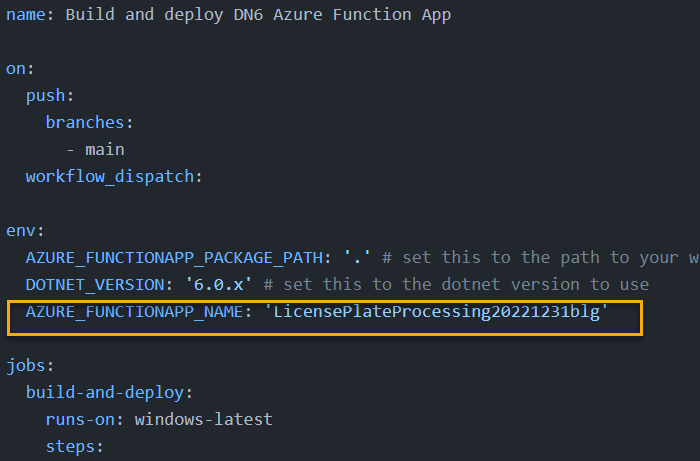 name: Build and deploy DN6 Azure Function App
on:
push:
branches:
- main
workflow_dispatch:
env:
AZURE_FUNCTIONAPP_PACKAGE_PATH: '.' # set this to the path to your w
DOTNET_VERSION: '6.0.x' # set this to the dotnet version to use
AZURE_FUNCTIONAPP_NAME: 'LicensePlateProcessing20221231blg'
jobs:
build-and-deploy:
runs-on: windows-latest
steps: